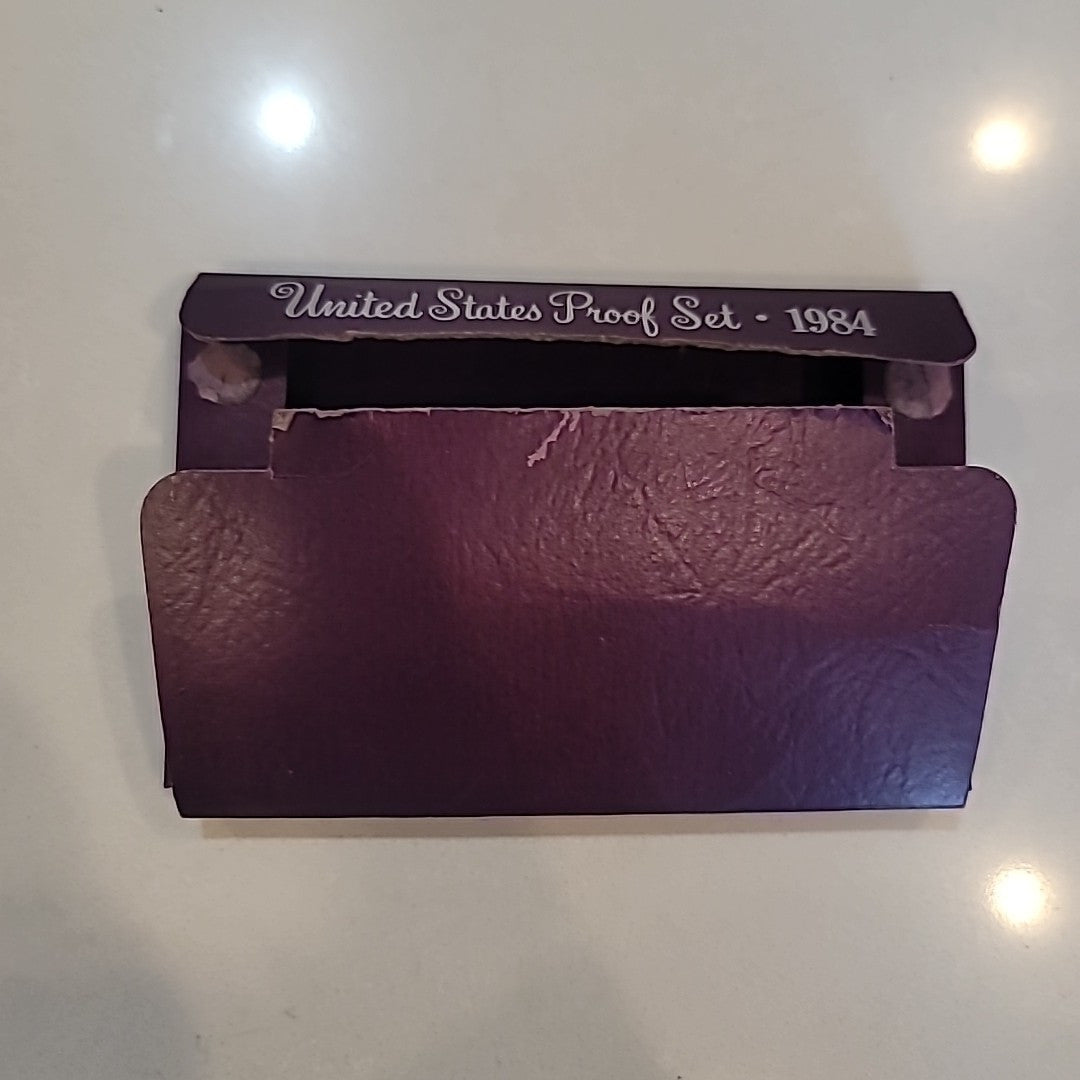 United States Proof Set • 1984